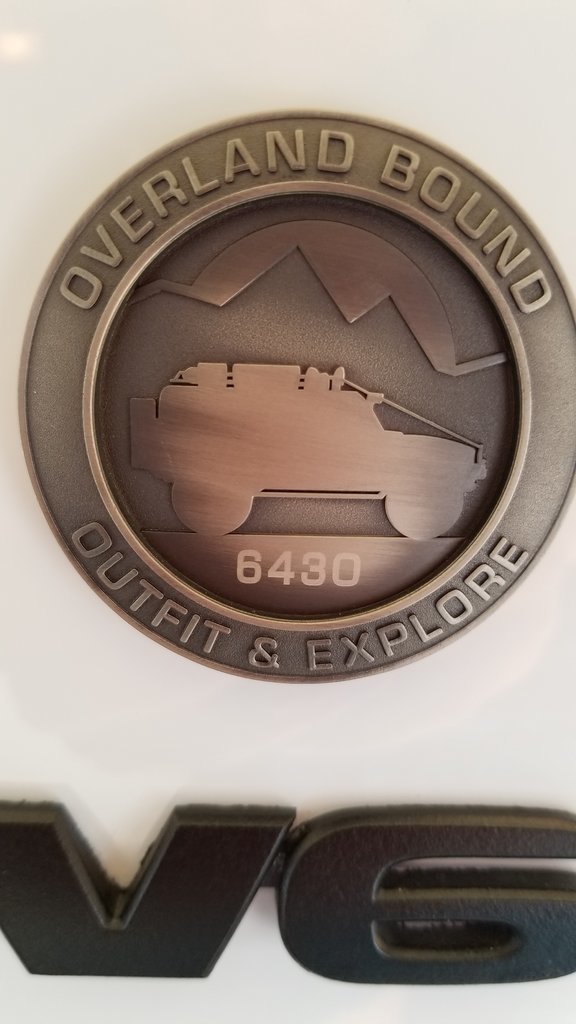 OVERLAND BOUND
6430
OUTFIT & EXPLORE
V6